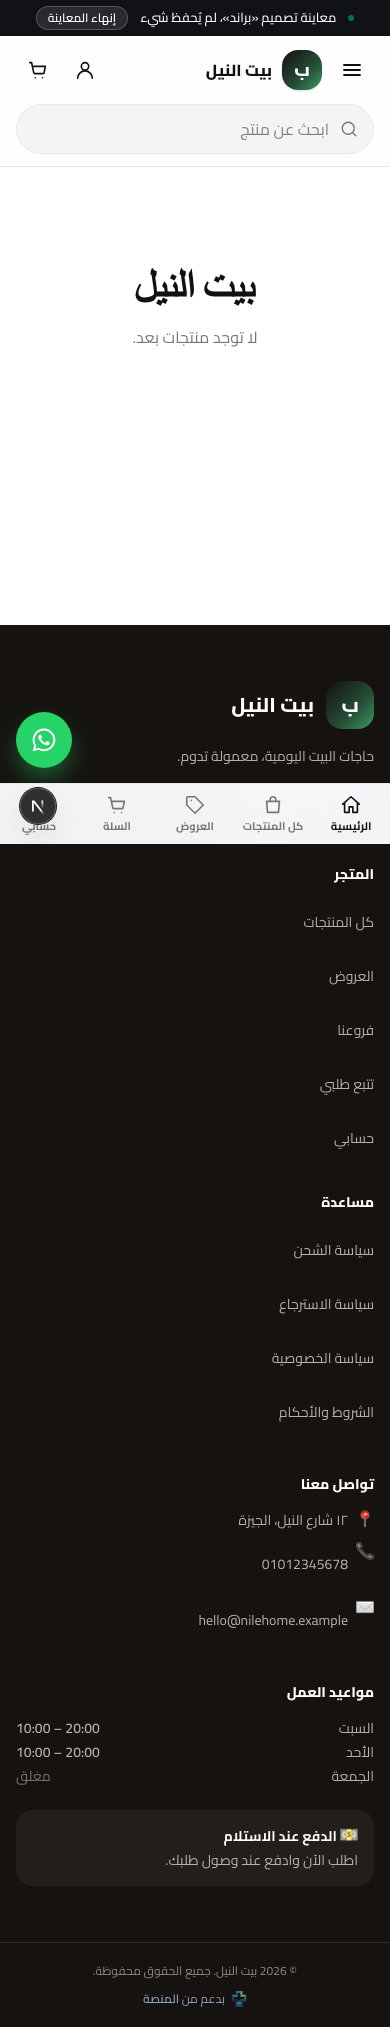 معاينة تصميم «براند»، لم يُحفظ شيء
إنهاء المعاينة
ب
بيت النيل
ابحث عن منتج
بيت النيل
لا توجد منتجات بعد.
ب
بيت النيل
حاجات البيت اليومية، معمولة تدوم.
الرئيسية
كل المنتجات
العروض
السلة
حسابي
N
المتجر
كل المنتجات
العروض
فروعنا
تتبع طلبي
حسابي
مساعدة
سياسة الشحن
سياسة الاسترجاع
سياسة الخصوصية
الشروط والأحكام
تواصل معنا
١٢ شارع النيل، الجيزة
01012345678
hello@nilehome.example
مواعيد العمل
السبت 10:00 – 20:00
الأحد 10:00 – 20:00
الجمعة مغلق
الدفع عند الاستلام
اطلب الآن وادفع عند وصول طلبك.
© 2026 بيت النيل. جميع الحقوق محفوظة.
بدعم من المنصة